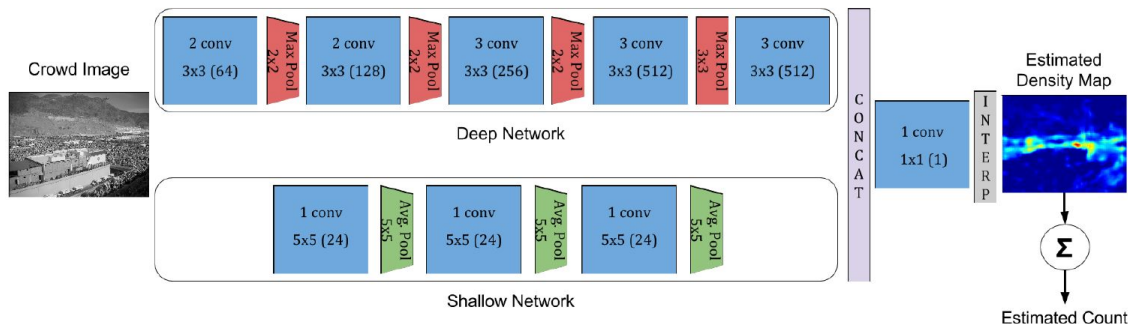 Crowd Image
2 conv
3x3 (64)
Max Pool
2x2
2 conv
3x3 (128)
Max Pool
2x2
3 conv
3x3 (256)
Max Pool
2x2
3 conv
3x3 (512)
Max Pool
3x3
3 conv
3x3 (512)
Deep Network
1 conv
5x5 (24)
Avg. Pool
5x5
1 conv
5x5 (24)
Avg. Pool
5x5
1 conv
5x5 (24)
Avg. Pool
5x5
Shallow Network
CONCAT
1 conv
1x1 (1)
INTERP
Estimated
Density Map
Σ
Estimated Count